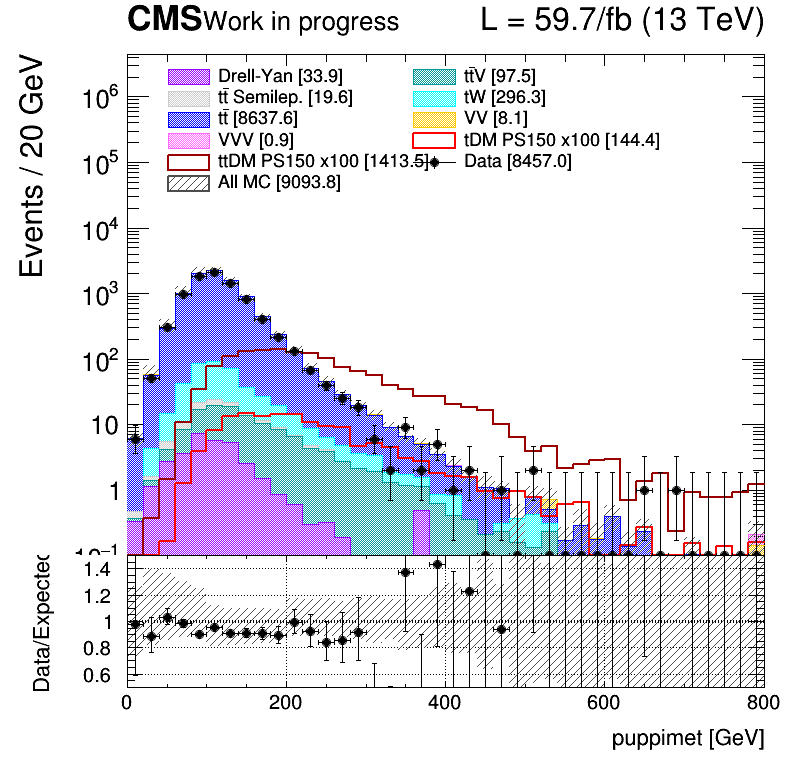 CMS Work in progress L = 59.7/fb (13 TeV)
Events / 20 GeV
10⁶
10⁵
10⁴
10³
10²
10
1
10⁻¹
Drell-Yan [33.9]
tt̄V [97.5]
tt̄ Semilep. [19.6]
tW [296.3]
tt̄ [8637.6]
VV [8.1]
VVV [0.9]
tDM PS150 x100 [144.4]
ttDM PS150 x100 [1413.5]
Data [8457.0]
All MC [9093.8]
Data/Expected
1.4
1.2
1
0.8
0.6
0 200 400 600 800
puppimet [GeV]